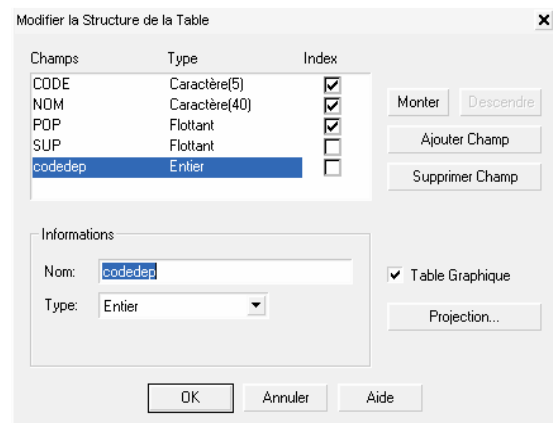 Modifier la Structure de la Table
Champs Type Index
CODE Caractère(5)
NOM Caractère(40)
POP Flottant
SUP Flottant
codedep Entier
Monter Descendre
Ajouter Champ
Supprimer Champ
Informations
Nom: codedep
Type: Entier
Table Graphique
Projection...
OK Annuler Aide